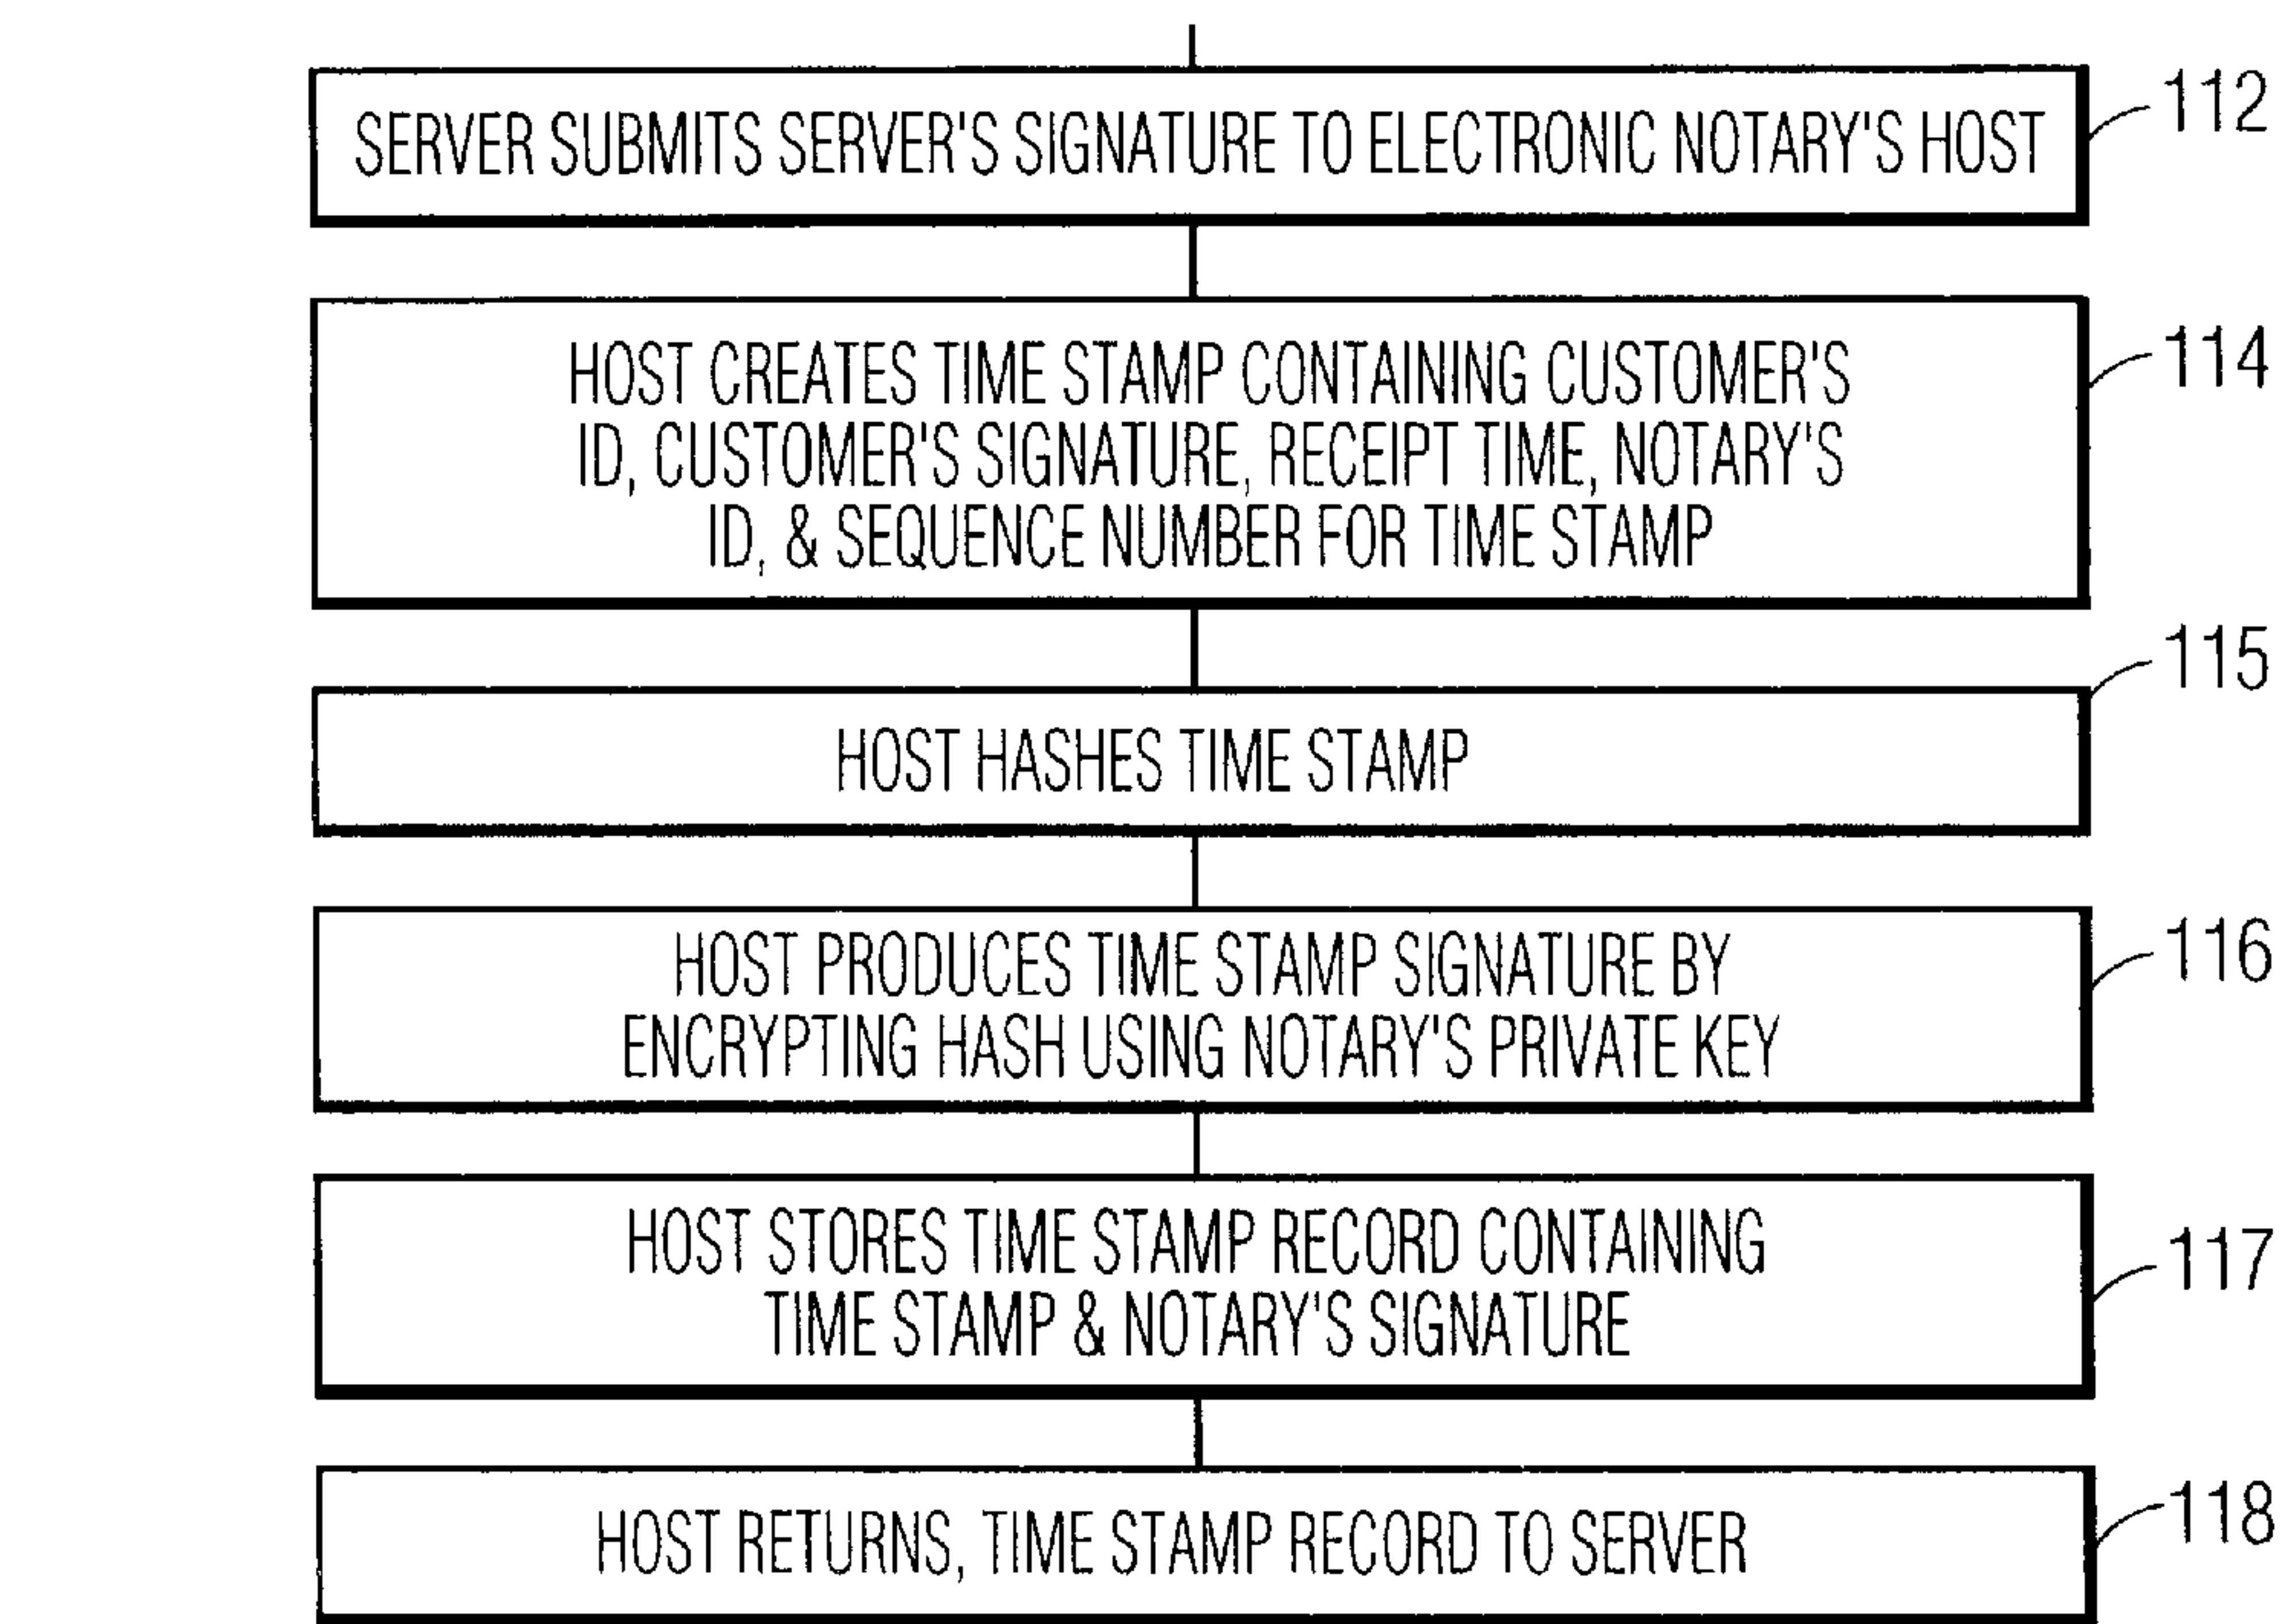 112
SERVER SUBMITS SERVER'S SIGNATURE TO ELECTRONIC NOTARY'S HOST
114
HOST CREATES TIME STAMP CONTAINING CUSTOMER'S
ID, CUSTOMER'S SIGNATURE, RECEIPT TIME, NOTARY'S
ID, & SEQUENCE NUMBER FOR TIME STAMP
115
HOST HASHES TIME STAMP
116
HOST PRODUCES TIME STAMP SIGNATURE BY
ENCRYPTING HASH USING NOTARY'S PRIVATE KEY
117
HOST STORES TIME STAMP RECORD CONTAINING
TIME STAMP & NOTARY'S SIGNATURE
118
HOST RETURNS, TIME STAMP RECORD TO SERVER